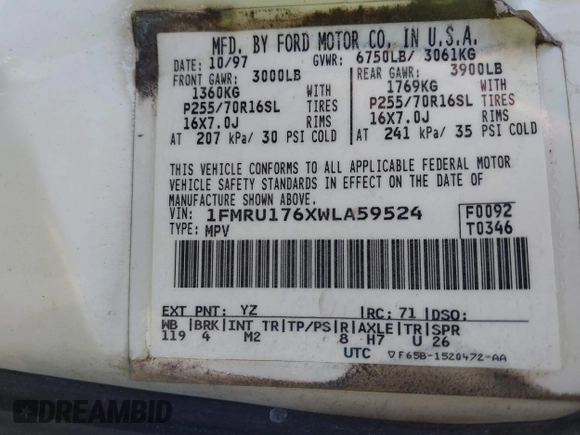 MFD. BY FORD MOTOR CO. IN U.S.A.
DATE: 10/97 GVWR: 6750LB/ 3061KG
FRONT GAWR: 3000LB REAR GAWR: 3900LB
1360KG WITH 1769KG WITH
P255/70R16SL TIRES P255/70R16SL TIRES
16X7.0J RIMS 16X7.0J RIMS
AT 207 kPa/ 30 PSI COLD AT 241 kPa/ 35 PSI COLD
THIS VEHICLE CONFORMS TO ALL APPLICABLE FEDERAL MOTOR
VEHICLE SAFETY STANDARDS IN EFFECT ON THE DATE OF
MANUFACTURE SHOWN ABOVE.
VIN: 1FMRU176XWLA59524 F0092
TYPE: MPV T0346
EXT PNT: YZ RC: 71 DSO:
WB BRK INT TR TP/PS R AXLE TR SPR
119 4 M2 8 H7 U 26
UTC ▽F65B-1520472-AA
DREAMBID